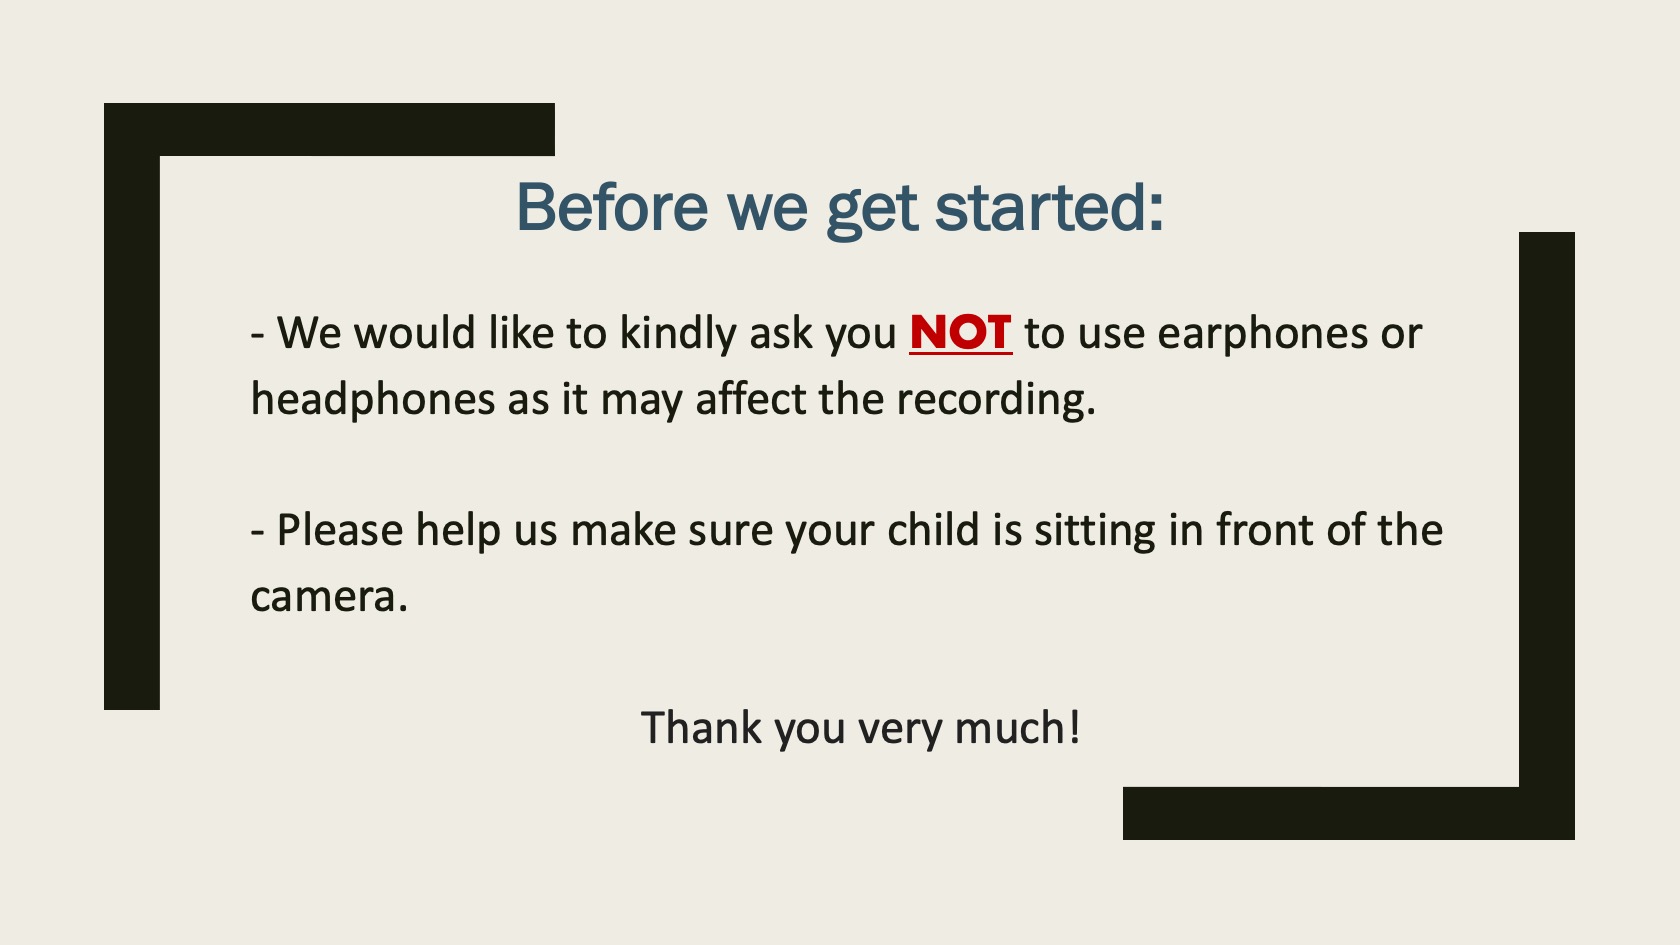 Before we get started:
- We would like to kindly ask you NOT to use earphones or
headphones as it may affect the recording.
- Please help us make sure your child is sitting in front of the
camera.
Thank you very much!